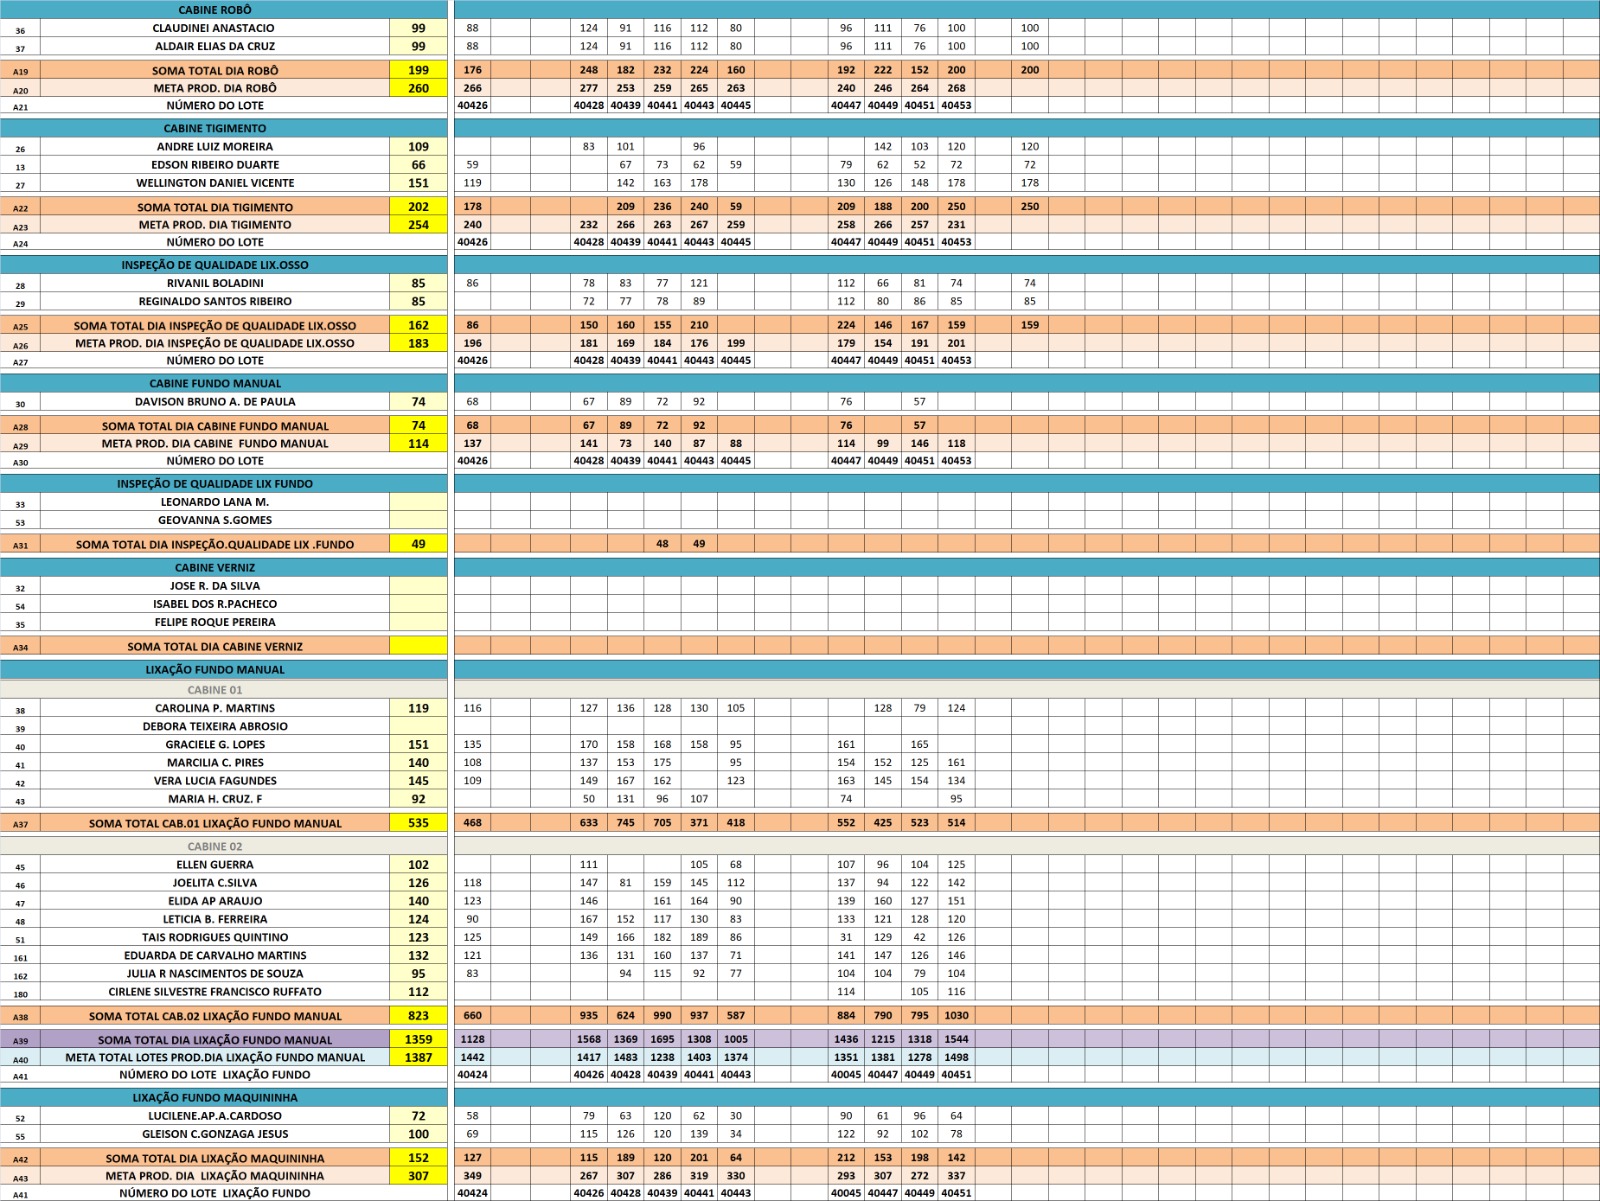 CABINE ROBÔ
36 CLAUDINEI ANASTACIO 99 88 124 91 116 112 80 96 111 76 100 100
37 ALDAIR ELIAS DA CRUZ 99 88 124 91 116 112 80 96 111 76 100 100
A19 SOMA TOTAL DIA ROBÔ 199 176 248 182 232 224 160 192 222 152 200 200
A20 META PROD. DIA ROBÔ 260 266 277 253 259 265 263 240 246 264 268
A21 NÚMERO DO LOTE 40426 40428 40439 40441 40443 40445 40447 40449 40451 40453
CABINE TIGIMENTO
26 ANDRE LUIZ MOREIRA 109 83 101 96 142 103 120 120
13 EDSON RIBEIRO DUARTE 66 59 67 73 62 59 79 62 52 72 72
27 WELLINGTON DANIEL VICENTE 151 119 142 163 178 130 126 148 178 178
A22 SOMA TOTAL DIA TIGIMENTO 202 178 209 236 240 59 209 188 200 250 250
A23 META PROD. DIA TIGIMENTO 254 240 232 266 263 267 259 258 266 257 231
A24 NÚMERO DO LOTE 40426 40428 40439 40441 40443 40445 40447 40449 40451 40453
INSPEÇÃO DE QUALIDADE LIX.OSSO
28 RIVANIL BOLADINI 85 86 78 83 77 121 112 66 81 74 74
29 REGINALDO SANTOS RIBEIRO 85 72 77 78 89 112 80 86 85 85
A25 SOMA TOTAL DIA INSPEÇÃO DE QUALIDADE LIX.OSSO 162 86 150 160 155 210 224 146 167 159 159
A26 META PROD. DIA INSPEÇÃO DE QUALIDADE LIX.OSSO 183 196 181 169 184 176 199 179 154 191 201
A27 NÚMERO DO LOTE 40426 40428 40439 40441 40443 40445 40447 40449 40451 40453
CABINE FUNDO MANUAL
30 DAVISON BRUNO A. DE PAULA 74 68 67 89 72 92 76 57
A28 SOMA TOTAL DIA CABINE FUNDO MANUAL 74 68 67 89 72 92 76 57
A29 META PROD. DIA CABINE FUNDO MANUAL 114 137 141 73 140 87 88 114 99 146 118
A30 NÚMERO DO LOTE 40426 40428 40439 40441 40443 40445 40447 40449 40451 40453
INSPEÇÃO DE QUALIDADE LIX FUNDO
33 LEONARDO LANA M.
53 GEOVANNA S.GOMES
A31 SOMA TOTAL DIA INSPEÇÃO.QUALIDADE LIX .FUNDO 49 48 49
CABINE VERNIZ
32 JOSE R. DA SILVA
54 ISABEL DOS R.PACHECO
35 FELIPE ROQUE PEREIRA
A34 SOMA TOTAL DIA CABINE VERNIZ
LIXAÇÃO FUNDO MANUAL
CABINE 01
38 CAROLINA P. MARTINS 119 116 127 136 128 130 105 128 79 124
39 DEBORA TEIXEIRA ABROSIO
40 GRACIELE G. LOPES 151 135 170 158 168 158 95 161 165
41 MARCILIA C. PIRES 140 108 137 153 175 95 154 152 125 161
42 VERA LUCIA FAGUNDES 145 109 149 167 162 123 163 145 154 134
43 MARIA H. CRUZ. F 92 50 131 96 107 74 95
A37 SOMA TOTAL CAB.01 LIXAÇÃO FUNDO MANUAL 535 468 633 745 705 371 418 552 425 523 514
CABINE 02
45 ELLEN GUERRA 102 111 105 68 107 96 104 125
46 JOELITA C.SILVA 126 118 147 81 159 145 112 137 94 122 142
47 ELIDA AP ARAUJO 140 123 146 161 164 90 139 160 127 151
48 LETICIA B. FERREIRA 124 90 167 152 117 130 83 133 121 128 120
51 TAIS RODRIGUES QUINTINO 123 125 149 166 182 189 86 31 129 42 126
161 EDUARDA DE CARVALHO MARTINS 132 121 136 131 160 137 71 141 147 126 146
162 JULIA R NASCIMENTOS DE SOUZA 95 83 94 115 92 77 104 104 79 104
180 CIRLENE SILVESTRE FRANCISCO RUFFATO 112 114 105 116
A38 SOMA TOTAL CAB.02 LIXAÇÃO FUNDO MANUAL 823 660 935 624 990 937 587 884 790 795 1030
A39 SOMA TOTAL DIA LIXAÇÃO FUNDO MANUAL 1359 1128 1568 1369 1695 1308 1005 1436 1215 1318 1544
A40 META TOTAL LOTES PROD.DIA LIXAÇÃO FUNDO MANUAL 1387 1442 1417 1483 1238 1403 1374 1351 1381 1278 1498
A41 NÚMERO DO LOTE LIXAÇÃO FUNDO 40424 40426 40428 40439 40441 40443 40045 40447 40449 40451
LIXAÇÃO FUNDO MAQUININHA
52 LUCILENE.AP.A.CARDOSO 72 58 79 63 120 62 30 90 61 96 64
55 GLEISON C.GONZAGA JESUS 100 69 115 126 120 139 34 122 92 102 78
A42 SOMA TOTAL DIA LIXAÇÃO MAQUININHA 152 127 115 189 120 201 64 212 153 198 142
A43 META PROD. DIA LIXAÇÃO MAQUININHA 307 349 267 307 286 319 330 293 307 272 337
A41 NÚMERO DO LOTE LIXAÇÃO FUNDO 40424 40426 40428 40439 40441 40443 40045 40447 40449 40451